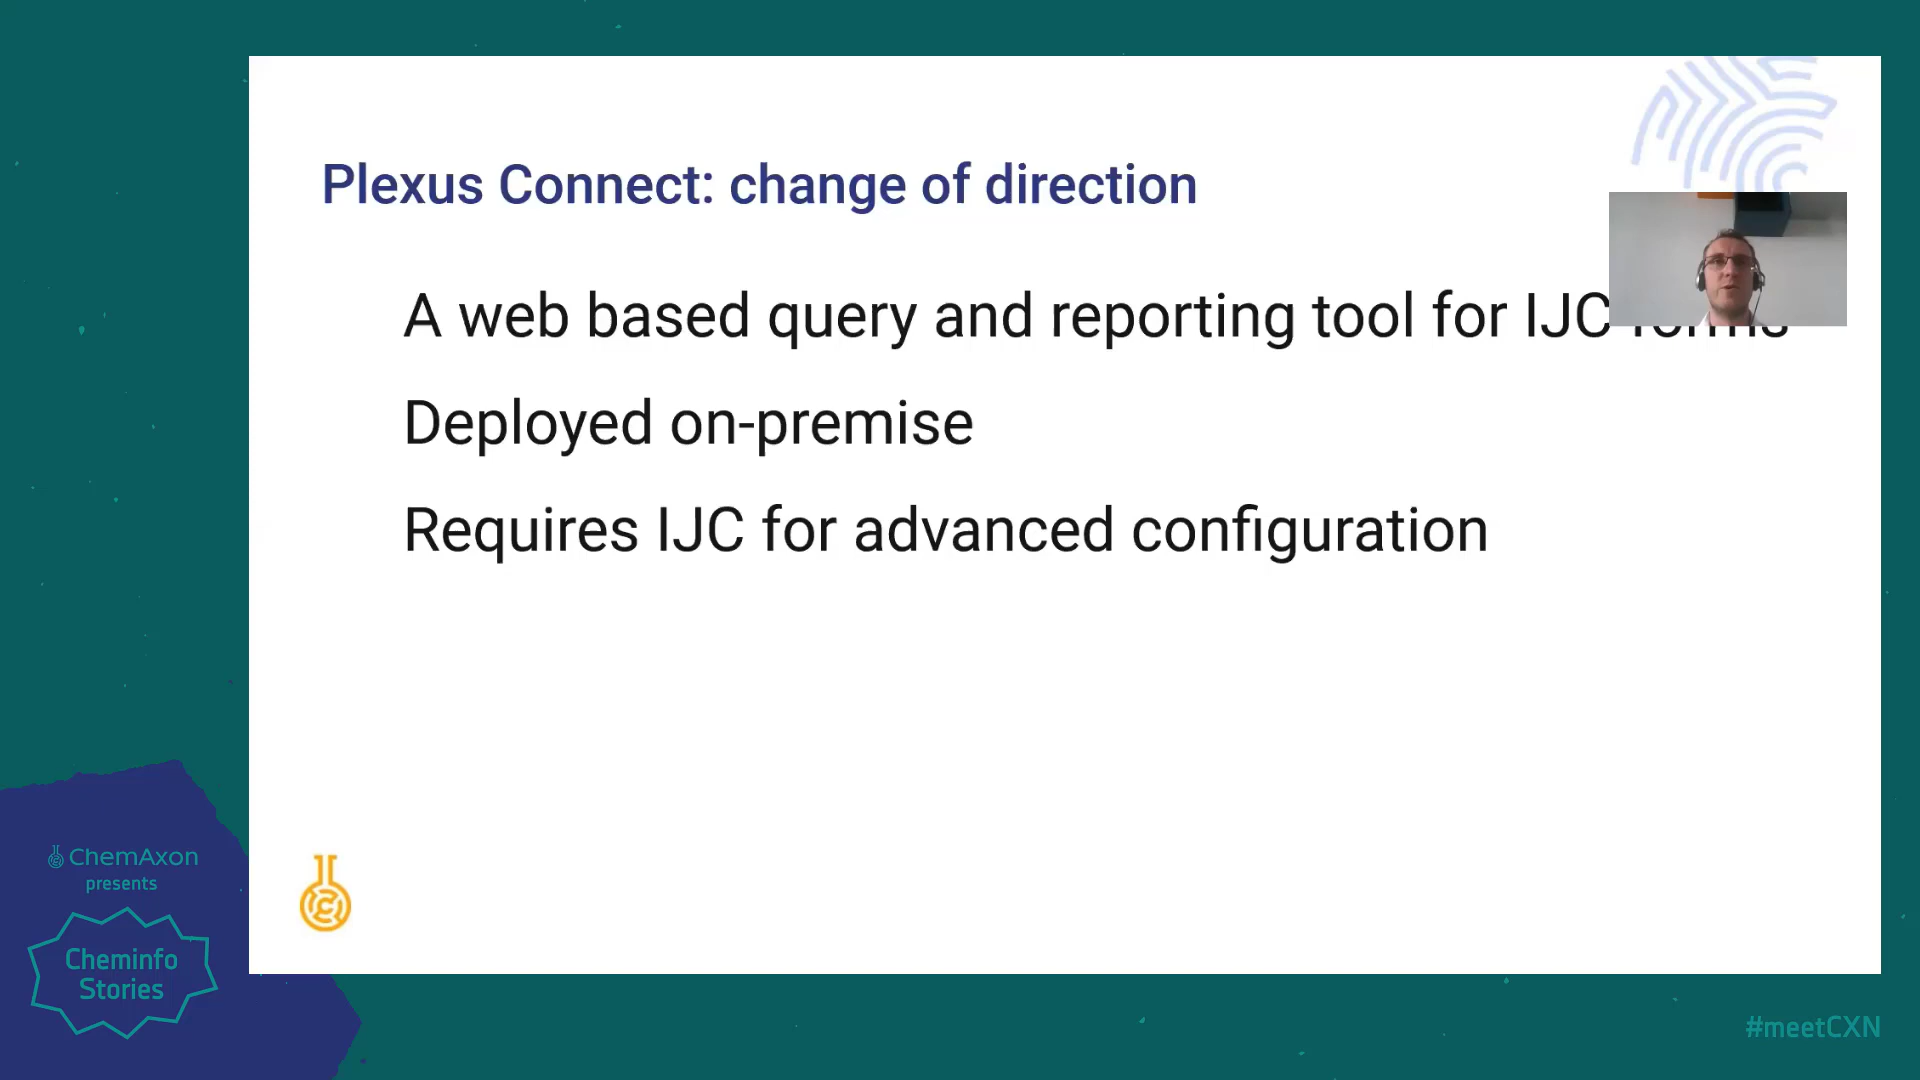 Plexus Connect: change of direction
A web based query and reporting tool for IJC forms
Deployed on-premise
Requires IJC for advanced configuration
ChemAxon
presents
Cheminfo
Stories
#meetCXN